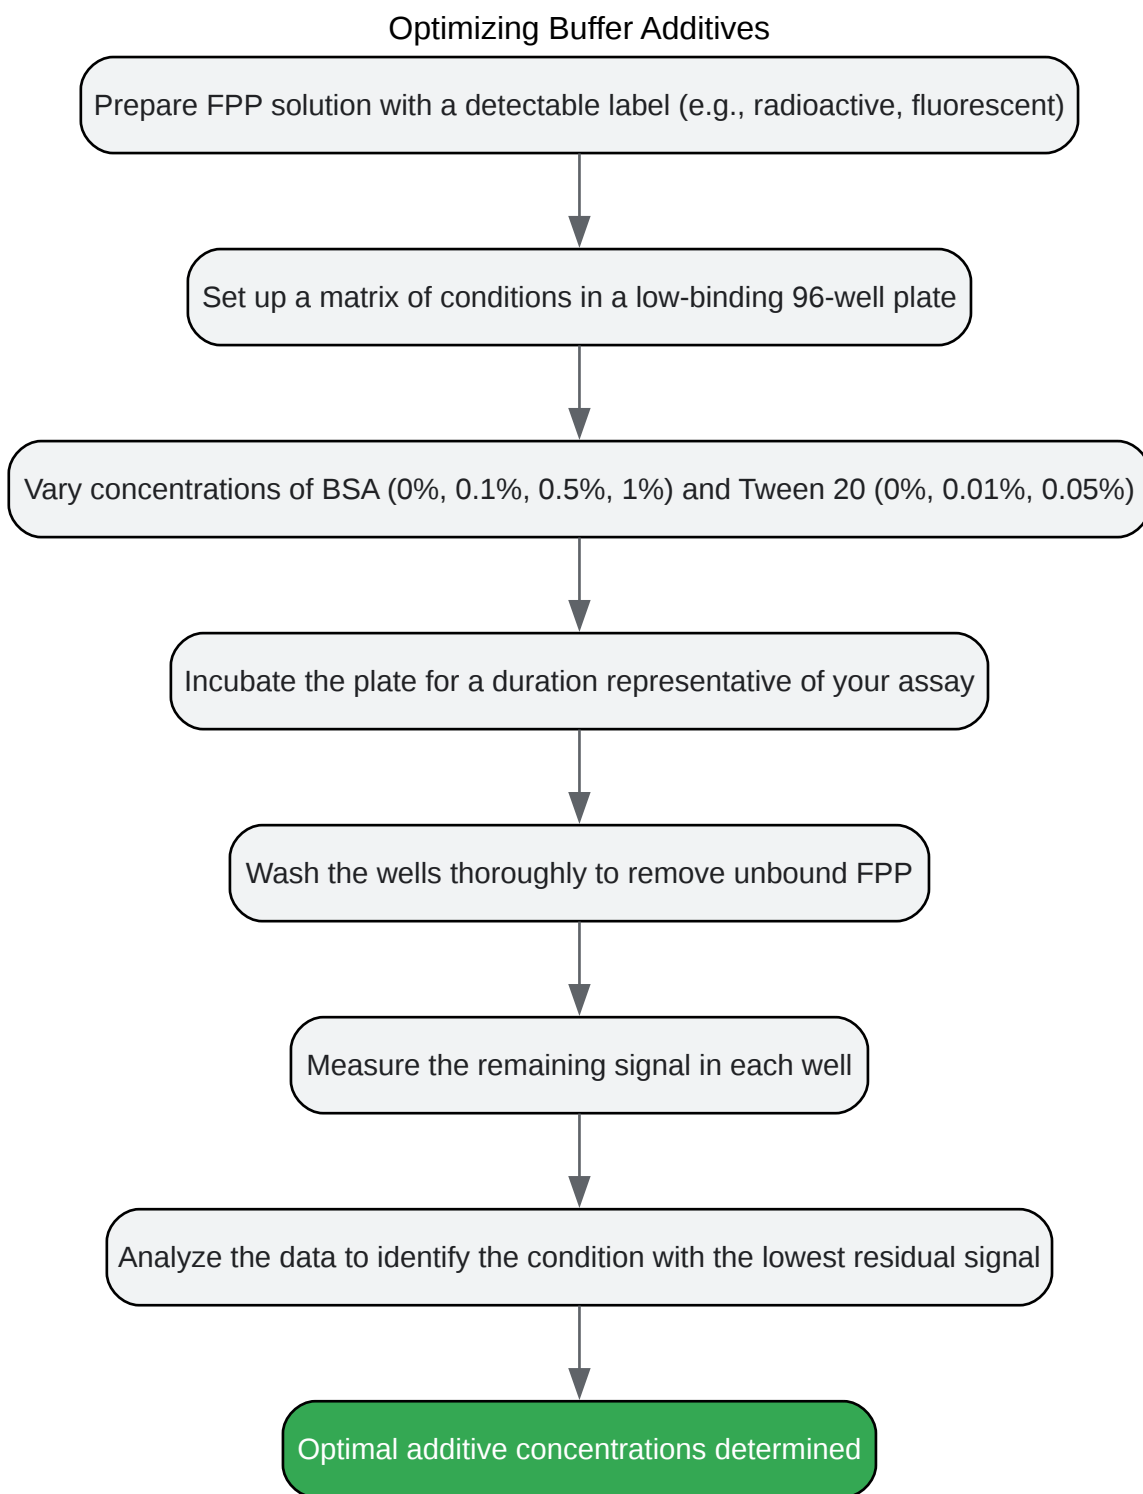 Optimizing Buffer Additives
Prepare FPP solution with a detectable label (e.g., radioactive, fluorescent)
Set up a matrix of conditions in a low-binding 96-well plate
Vary concentrations of BSA (0%, 0.1%, 0.5%, 1%) and Tween 20 (0%, 0.01%, 0.05%)
Incubate the plate for a duration representative of your assay
Wash the wells thoroughly to remove unbound FPP
Measure the remaining signal in each well
Analyze the data to identify the condition with the lowest residual signal
Optimal additive concentrations determined